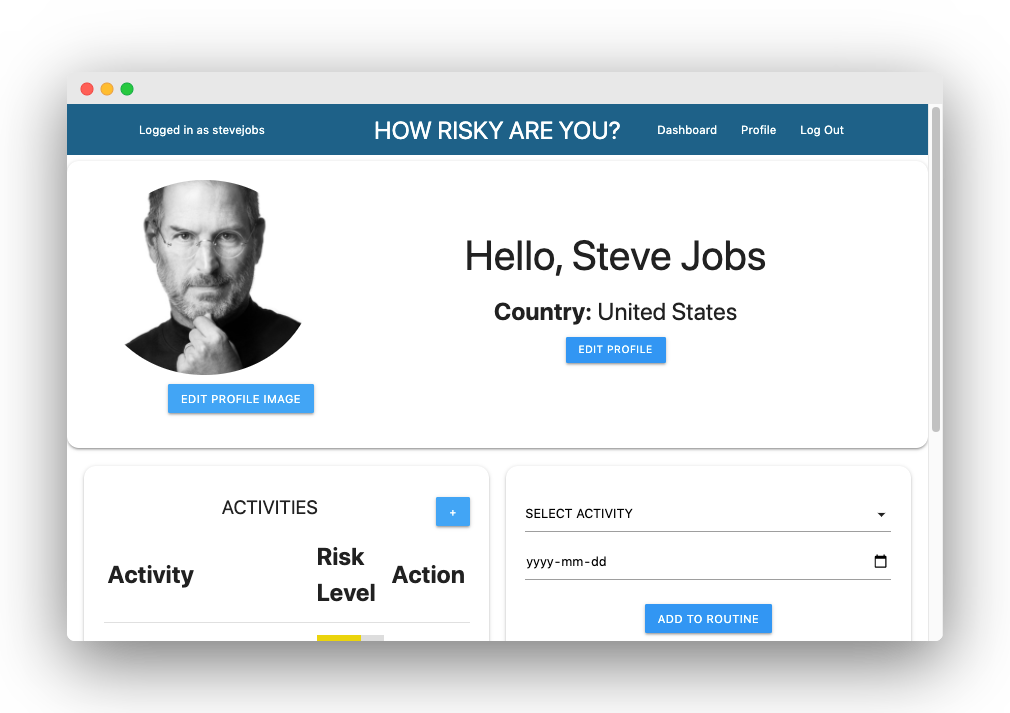 Logged in as stevejobs
HOW RISKY ARE YOU?
Dashboard
Profile
Log Out
Hello, Steve Jobs
Country: United States
EDIT PROFILE
EDIT PROFILE IMAGE
ACTIVITIES
+
Activity
Risk
Level
Action
SELECT ACTIVITY
yyyy-mm-dd
ADD TO ROUTINE